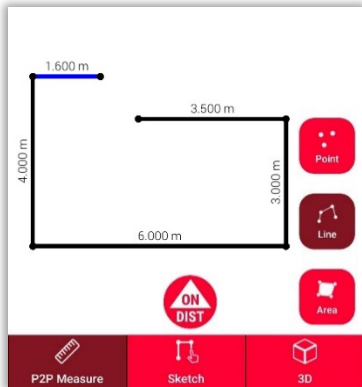 1.600 m
3.500 m
4.000 m
3.000 m
6.000 m
Point
Line
Area
ON
DIST
P2P Measure
Sketch
3D